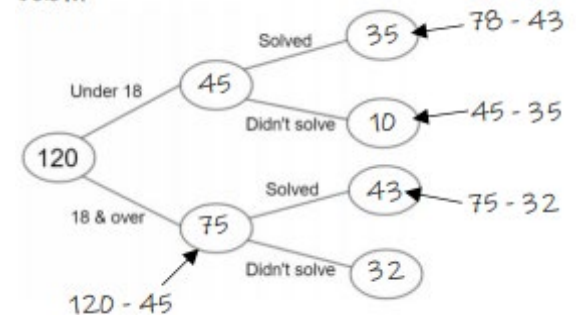 Solved
35
78 - 43
Under 18
45
Didn't solve
10
45 - 35
120
Solved
43
75 - 32
18 & over
75
Didn't solve
32
120 - 45